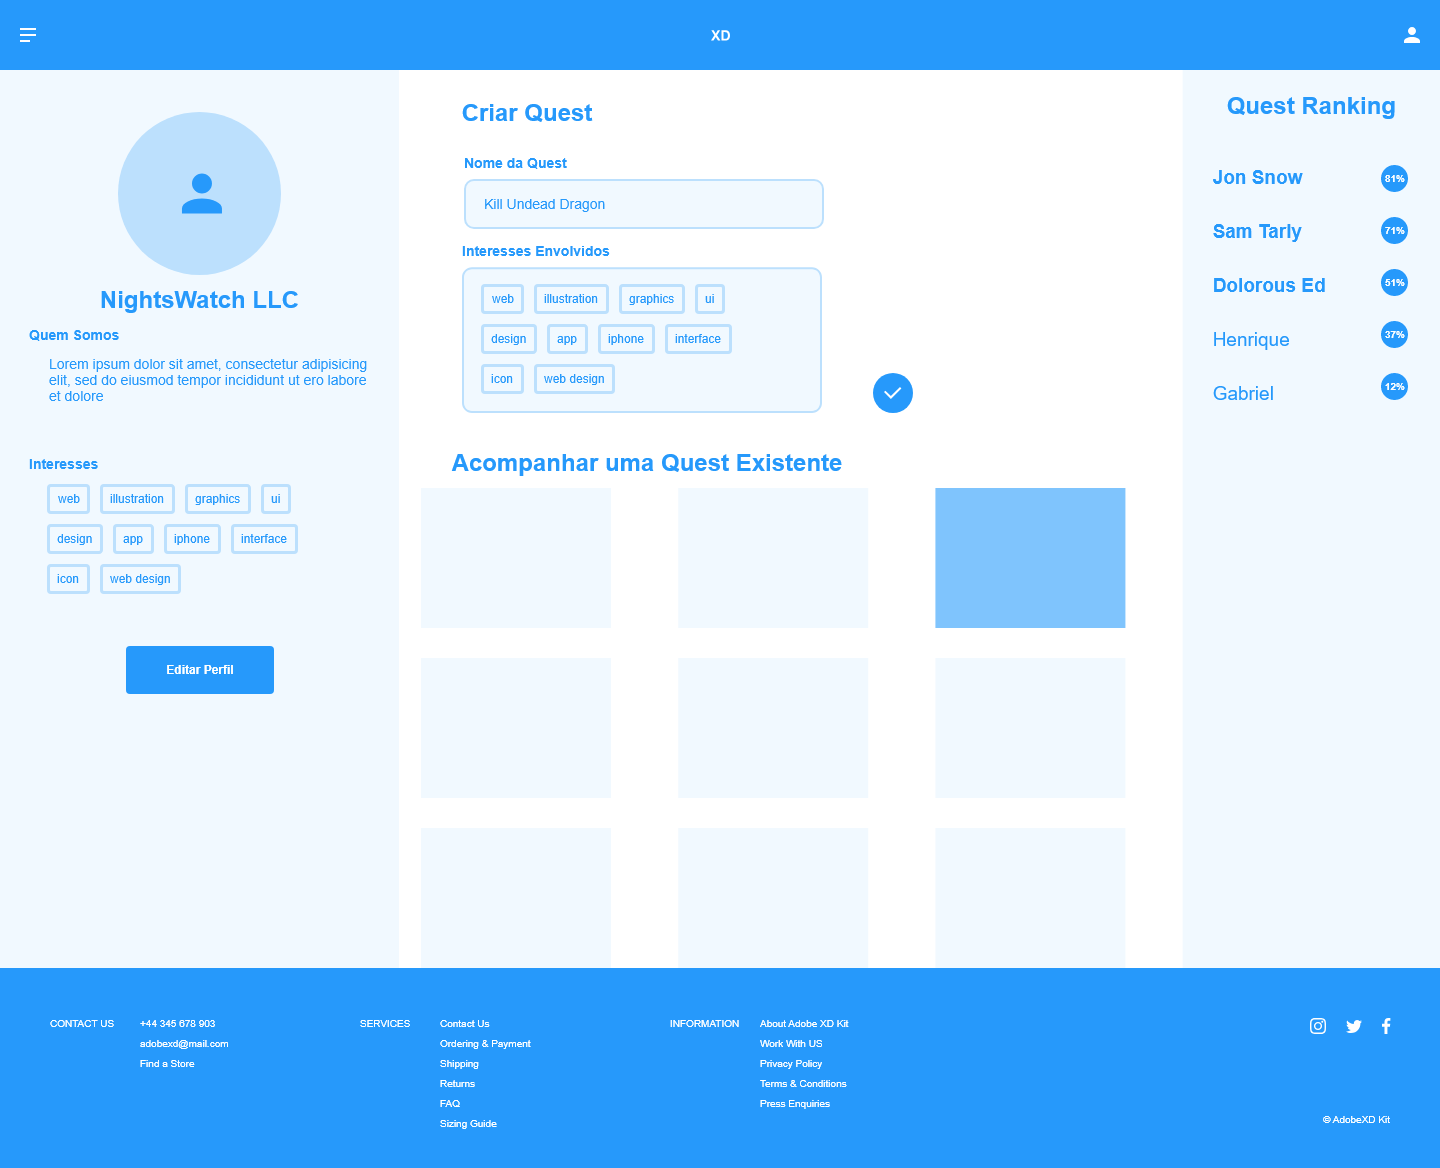 XD
NightsWatch LLC
Quem Somos
Lorem ipsum dolor sit amet, consectetur adipisicing
elit, sed do eiusmod tempor incididunt ut ero labore
et dolore
Interesses
web illustration graphics ui
design app iphone interface
icon web design
Editar Perfil
Criar Quest
Nome da Quest
Kill Undead Dragon
Interesses Envolvidos
web illustration graphics ui
design app iphone interface
icon web design
Acompanhar uma Quest Existente
Quest Ranking
Jon Snow 81%
Sam Tarly 71%
Dolorous Ed 51%
Henrique 37%
Gabriel 12%
CONTACT US
+44 345 678 903
adobexd@mail.com
Find a Store
SERVICES
Contact Us
Ordering & Payment
Shipping
Returns
FAQ
Sizing Guide
INFORMATION
About Adobe XD Kit
Work With US
Privacy Policy
Terms & Conditions
Press Enquiries
© AdobeXD Kit